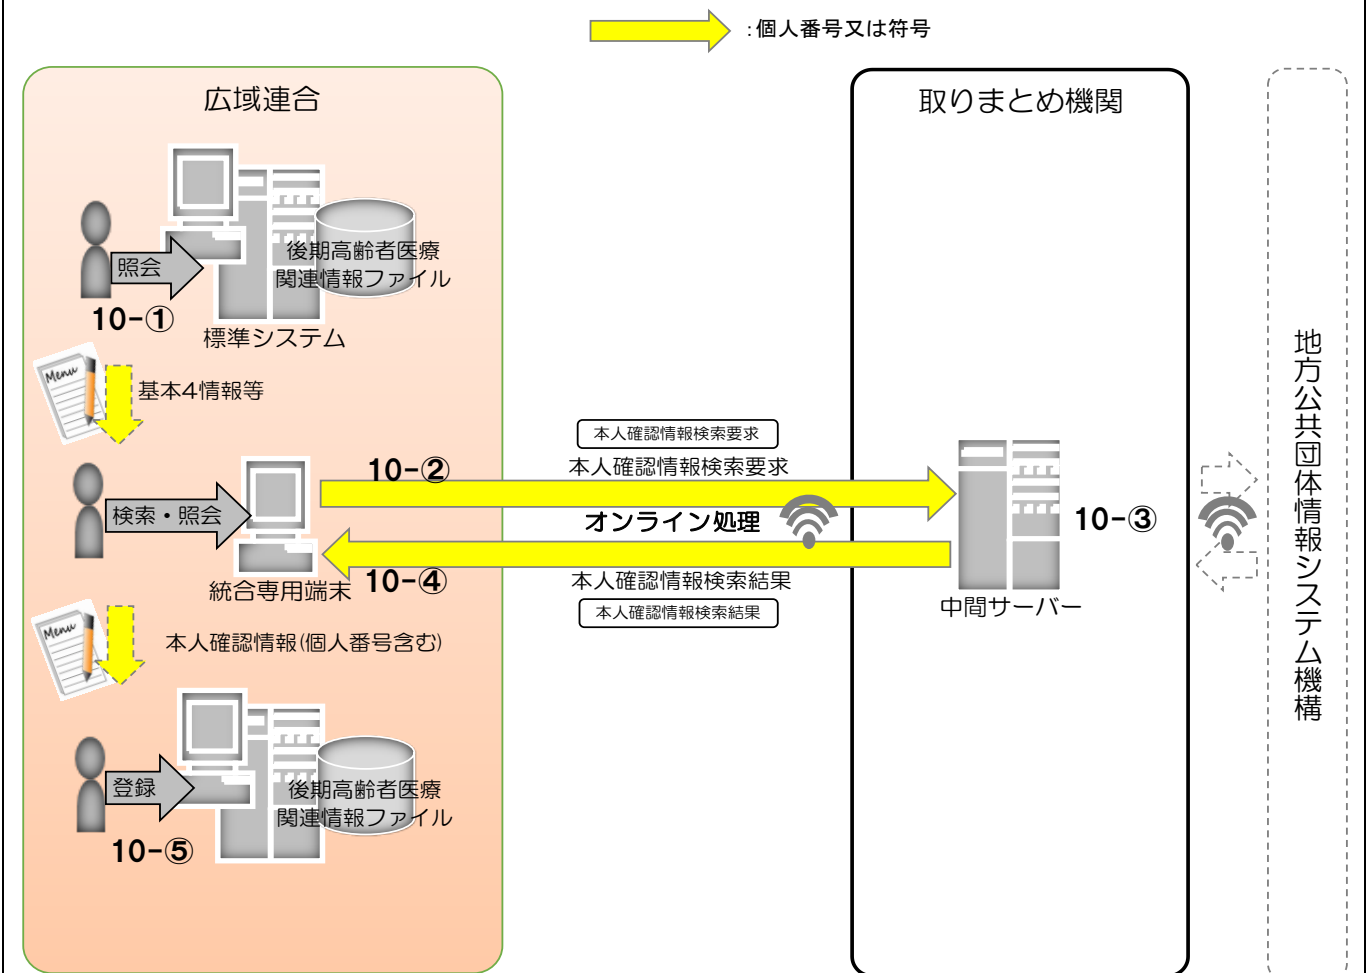 :個人番号又は符号
広域連合
取りまとめ機関
地方公共団体情報システム機構
後期高齢者医療
関連情報ファイル
照会
10-①
標準システム
Menu
基本4情報等
本人確認情報検索要求
10-②
本人確認情報検索要求
検索・照会
オンライン処理
10-③
10-④
統合専用端末
本人確認情報検索結果
本人確認情報検索結果
中間サーバー
Menu
本人確認情報(個人番号含む)
登録
後期高齢者医療
関連情報ファイル
10-⑤